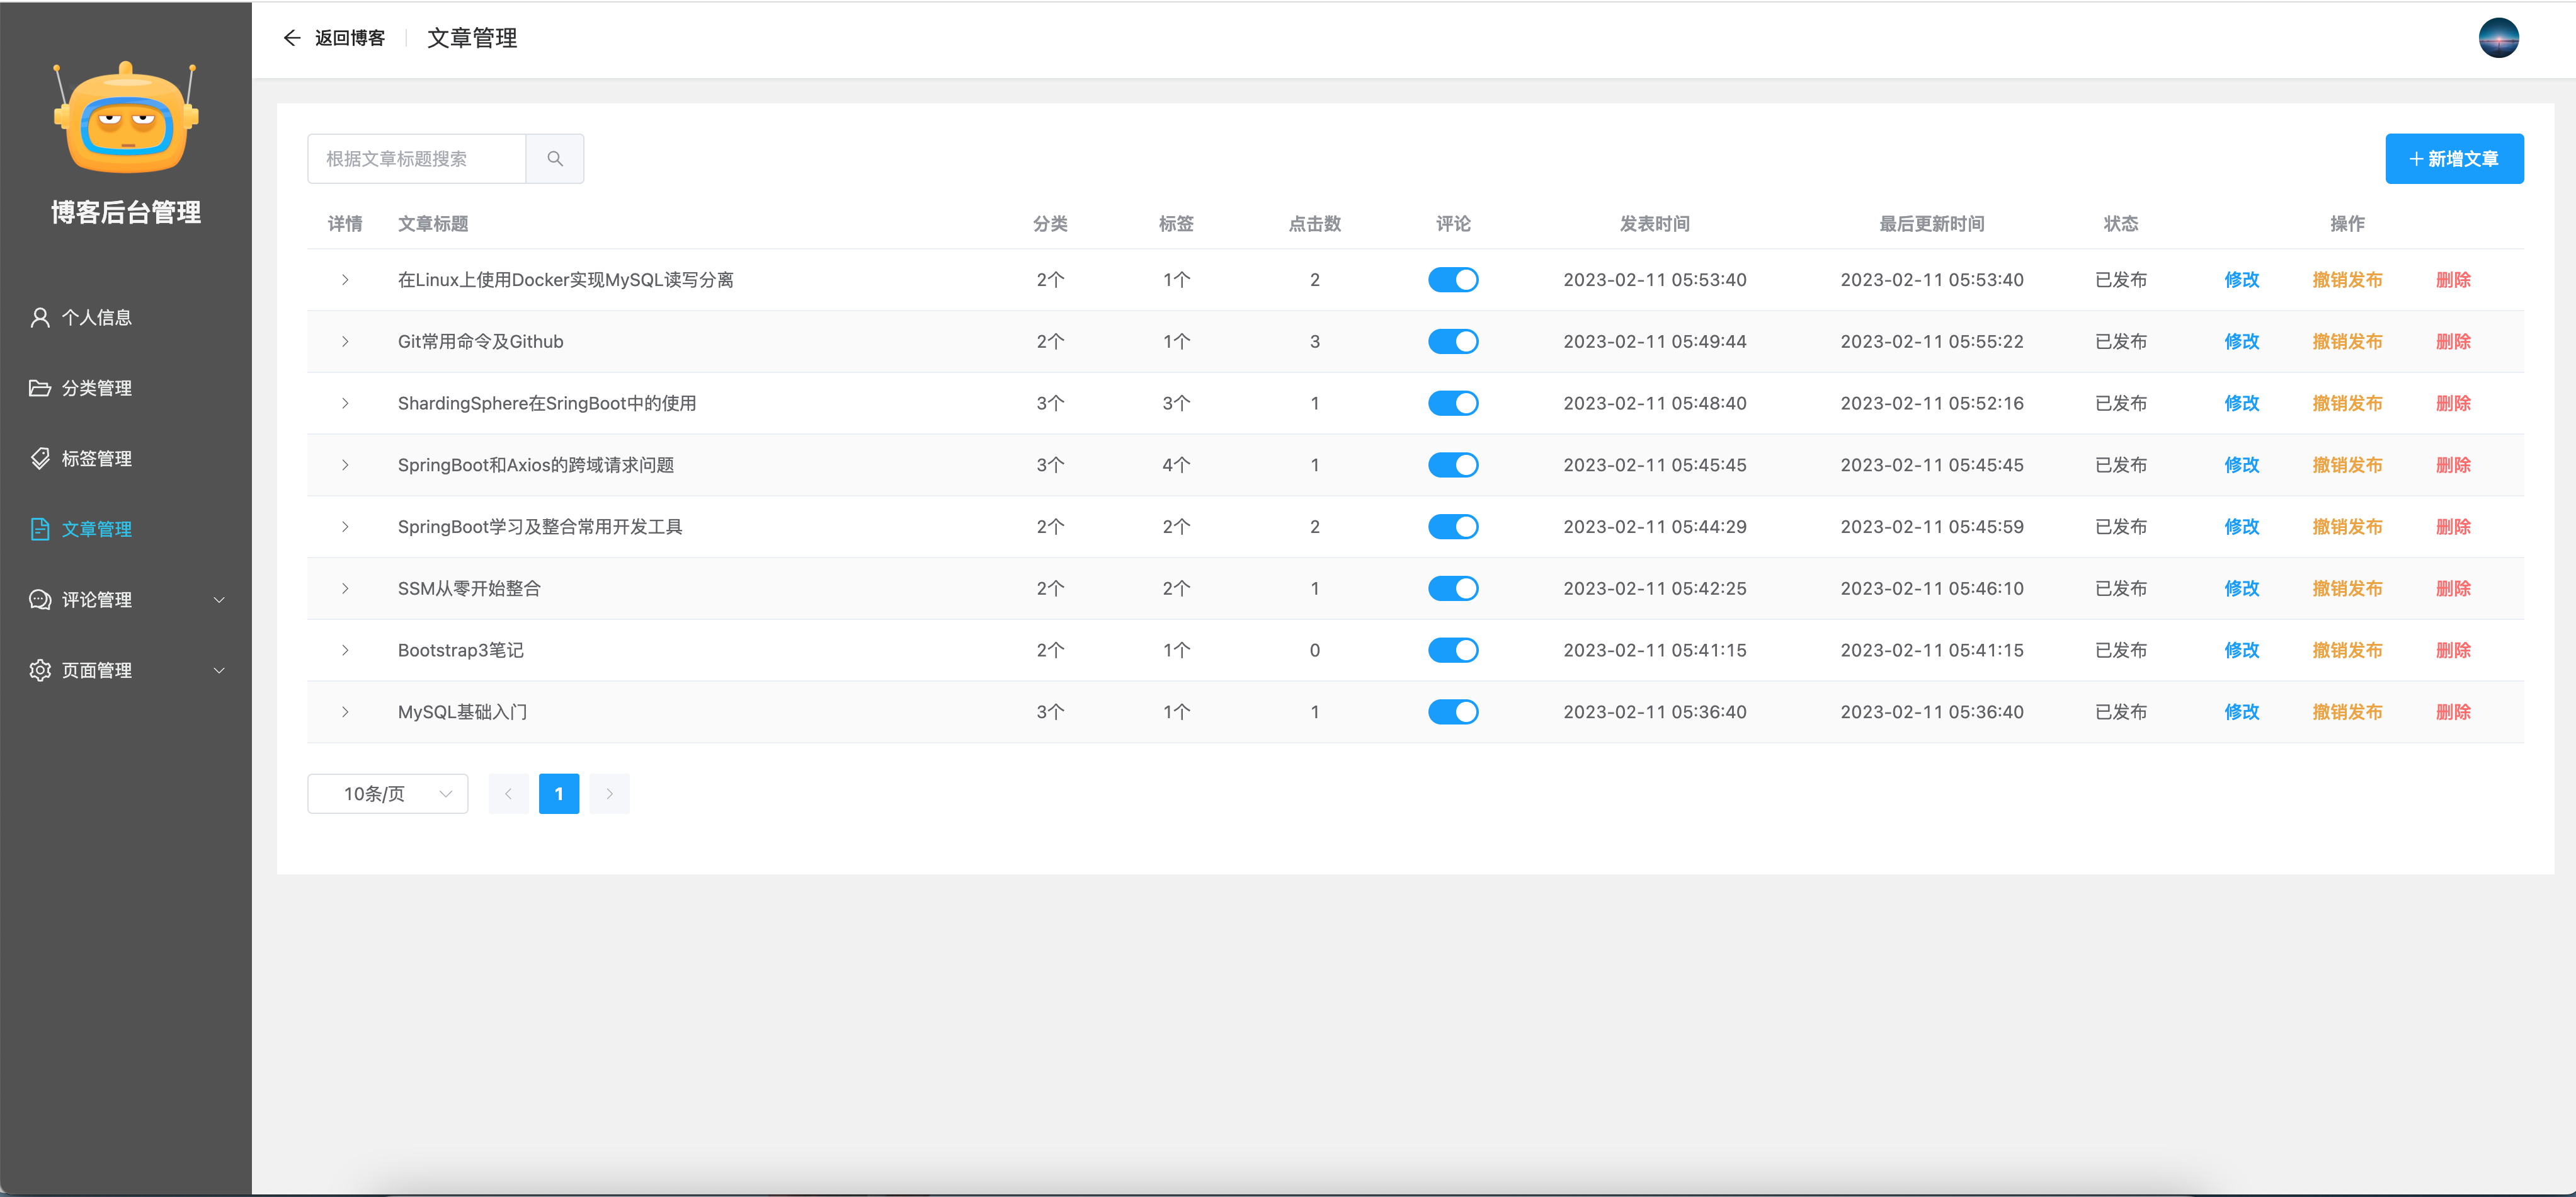 返回博客
文章管理
博客后台管理
个人信息
分类管理
标签管理
文章管理
评论管理
页面管理
根据文章标题搜索
新增文章
详情 文章标题 分类 标签 点击数 评论 发表时间 最后更新时间 状态 操作
在Linux上使用Docker实现MySQL读写分离 2个 1个 2 2023-02-11 05:53:40 2023-02-11 05:53:40 已发布 修改 撤销发布 删除
Git常用命令及Github 2个 1个 3 2023-02-11 05:49:44 2023-02-11 05:55:22 已发布 修改 撤销发布 删除
ShardingSphere在SringBoot中的使用 3个 3个 1 2023-02-11 05:48:40 2023-02-11 05:52:16 已发布 修改 撤销发布 删除
SpringBoot和Axios的跨域请求问题 3个 4个 1 2023-02-11 05:45:45 2023-02-11 05:45:45 已发布 修改 撤销发布 删除
SpringBoot学习及整合常用开发工具 2个 2个 2 2023-02-11 05:44:29 2023-02-11 05:45:59 已发布 修改 撤销发布 删除
SSM从零开始整合 2个 2个 1 2023-02-11 05:42:25 2023-02-11 05:46:10 已发布 修改 撤销发布 删除
Bootstrap3笔记 2个 1个 0 2023-02-11 05:41:15 2023-02-11 05:41:15 已发布 修改 撤销发布 删除
MySQL基础入门 3个 1个 1 2023-02-11 05:36:40 2023-02-11 05:36:40 已发布 修改 撤销发布 删除
10条/页 1